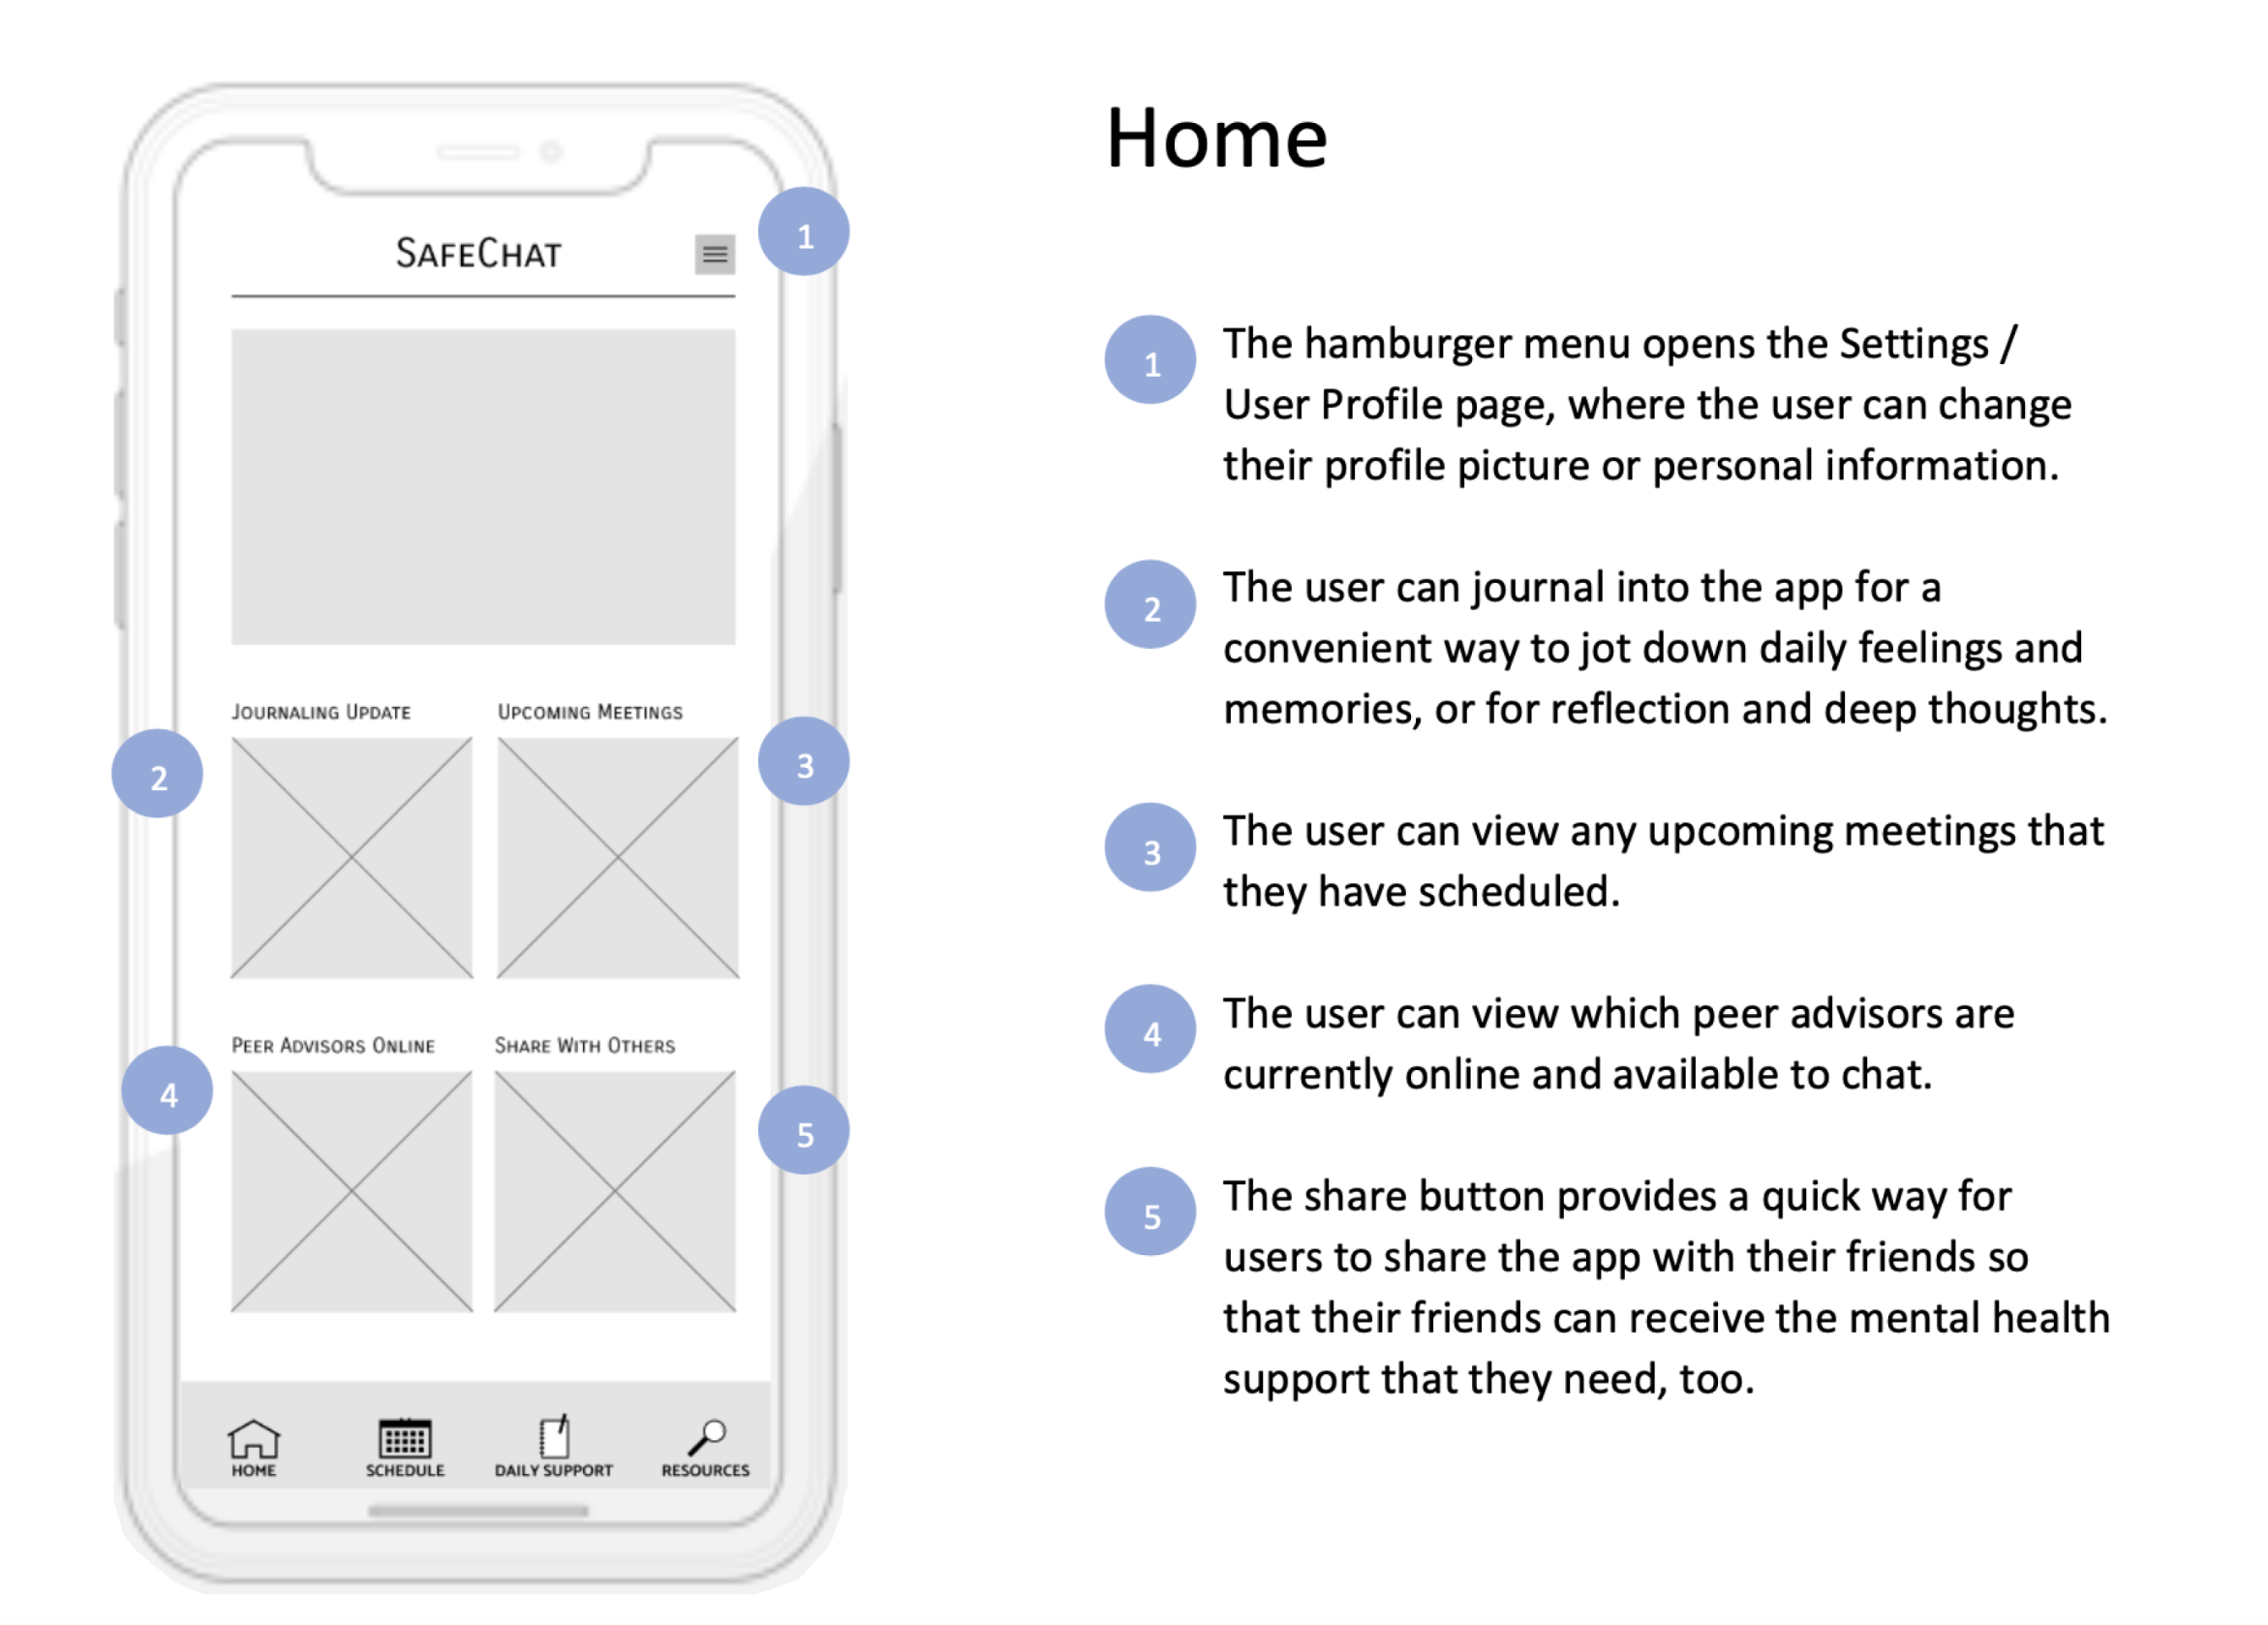 SAFECHAT
1
JOURNALING UPDATE
UPCOMING MEETINGS
2
3
PEER ADVISORS ONLINE
SHARE WITH OTHERS
4
5
HOME
SCHEDULE
DAILY SUPPORT
RESOURCES
Home
1
The hamburger menu opens the Settings /
User Profile page, where the user can change
their profile picture or personal information.
2
The user can journal into the app for a
convenient way to jot down daily feelings and
memories, or for reflection and deep thoughts.
3
The user can view any upcoming meetings that
they have scheduled.
4
The user can view which peer advisors are
currently online and available to chat.
5
The share button provides a quick way for
users to share the app with their friends so
that their friends can receive the mental health
support that they need, too.